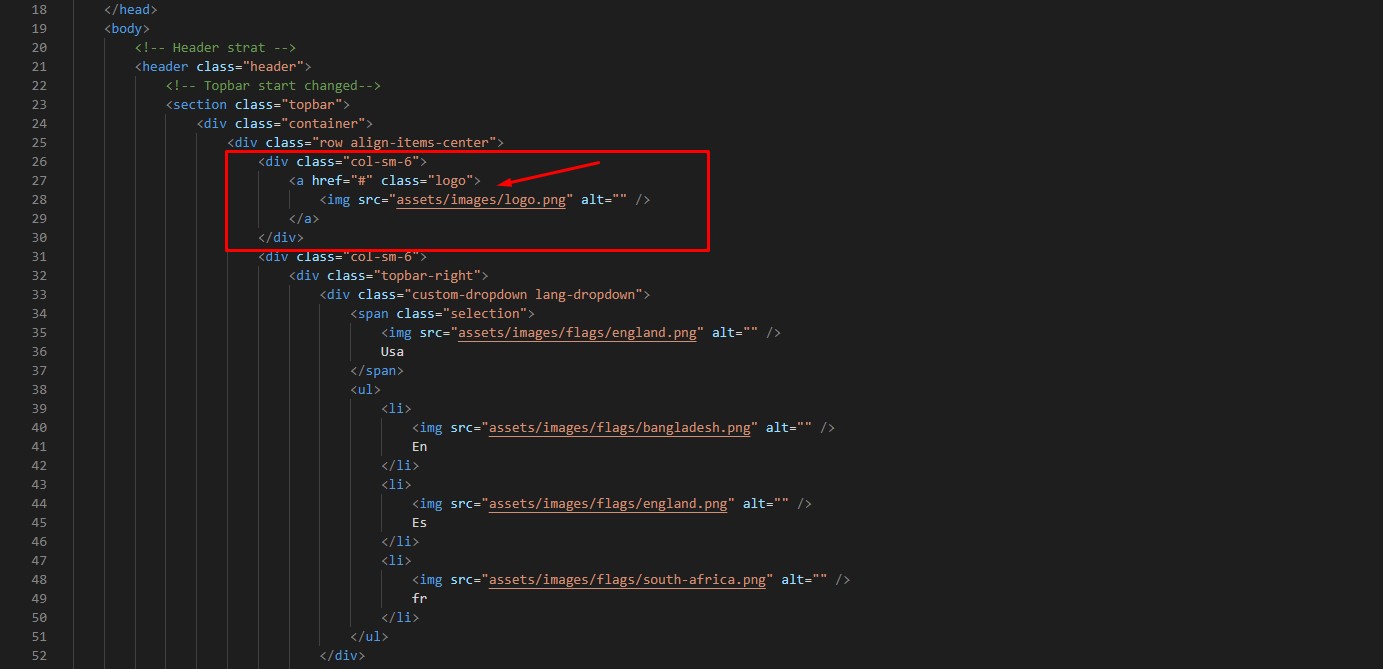 18 </head>
19 <body>
20 <!-- Header strat -->
21 <header class="header">
22 <!-- Topbar start changed-->
23 <section class="topbar">
24 <div class="container">
25 <div class="row align-items-center">
26 <div class="col-sm-6">
27 <a href="#" class="logo">
28 <img src="assets/images/logo.png" alt="" />
29 </a>
30 </div>
31 <div class="col-sm-6">
32 <div class="topbar-right">
33 <div class="custom-dropdown lang-dropdown">
34 <span class="selection">
35 <img src="assets/images/flags/england.png" alt="" />
36 Usa
37 </span>
38 <ul>
39 <li>
40 <img src="assets/images/flags/bangladesh.png" alt="" />
41 En
42 </li>
43 <li>
44 <img src="assets/images/flags/england.png" alt="" />
45 Es
46 </li>
47 <li>
48 <img src="assets/images/flags/south-africa.png" alt="" />
49 fr
50 </li>
51 </ul>
52 </div>